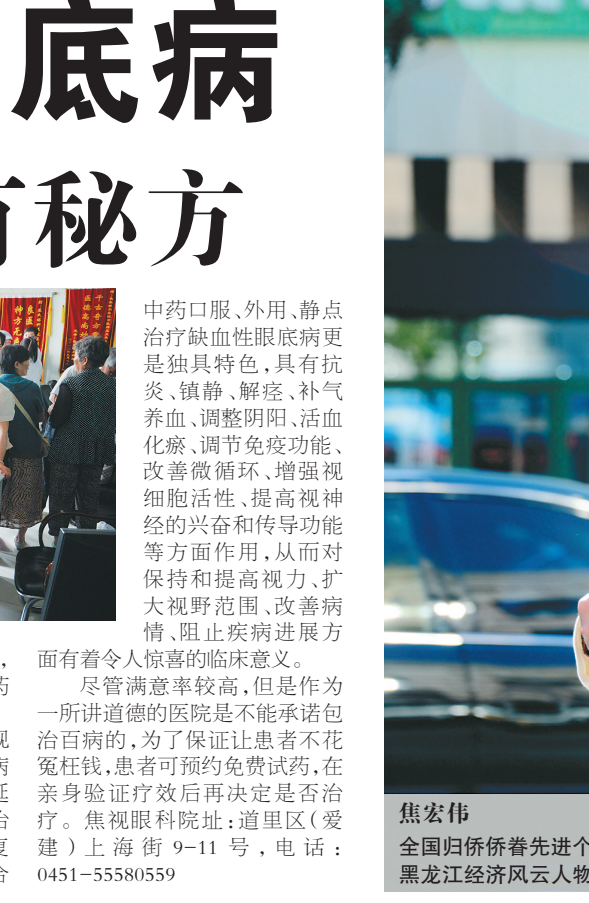 底病
有秘方
中药口服、外用、静点
治疗缺血性眼底病更
是独具特色,具有抗
炎、镇静、解痉、补气
养血、调整阴阳、活血
化瘀、调节免疫功能、
改善微循环、增强视
细胞活性、提高视神
经的兴奋和传导功能
等方面作用,从而对
保持和提高视力、扩
大视野范围、改善病
情、阻止疾病进展方
面有着令人惊喜的临床意义。
尽管满意率较高,但是作为
一所讲道德的医院是不能承诺包
治百病的,为了保证让患者不花
冤枉钱,患者可预约免费试药,在
亲身验证疗效后再决定是否治
疗。焦视眼科院址:道里区(爱
建)上海街9-11号,电话:
0451-55580559
焦宏伟
全国归侨侨眷先进个
黑龙江经济风云人物